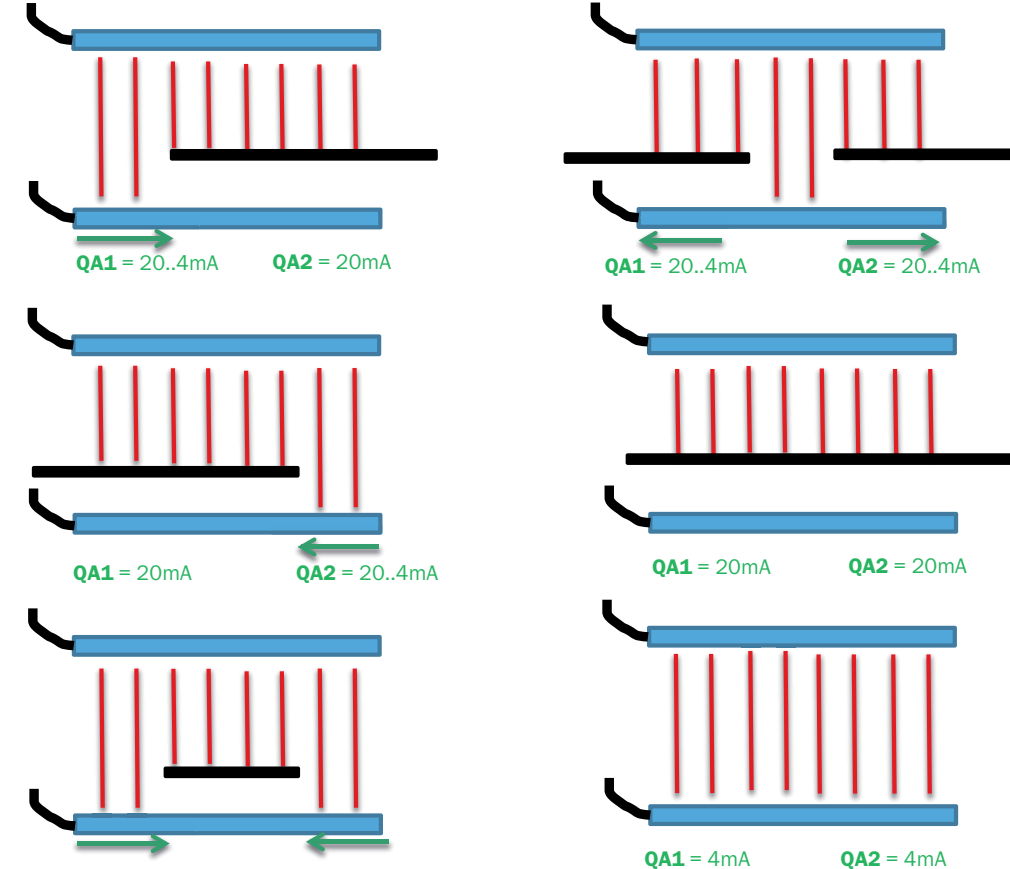 QA1 = 20..4mA QA2 = 20mA
QA1 = 20..4mA QA2 = 20..4mA
QA1 = 20mA QA2 = 20..4mA
QA1 = 20mA QA2 = 20mA
QA1 = 4mA QA2 = 4mA